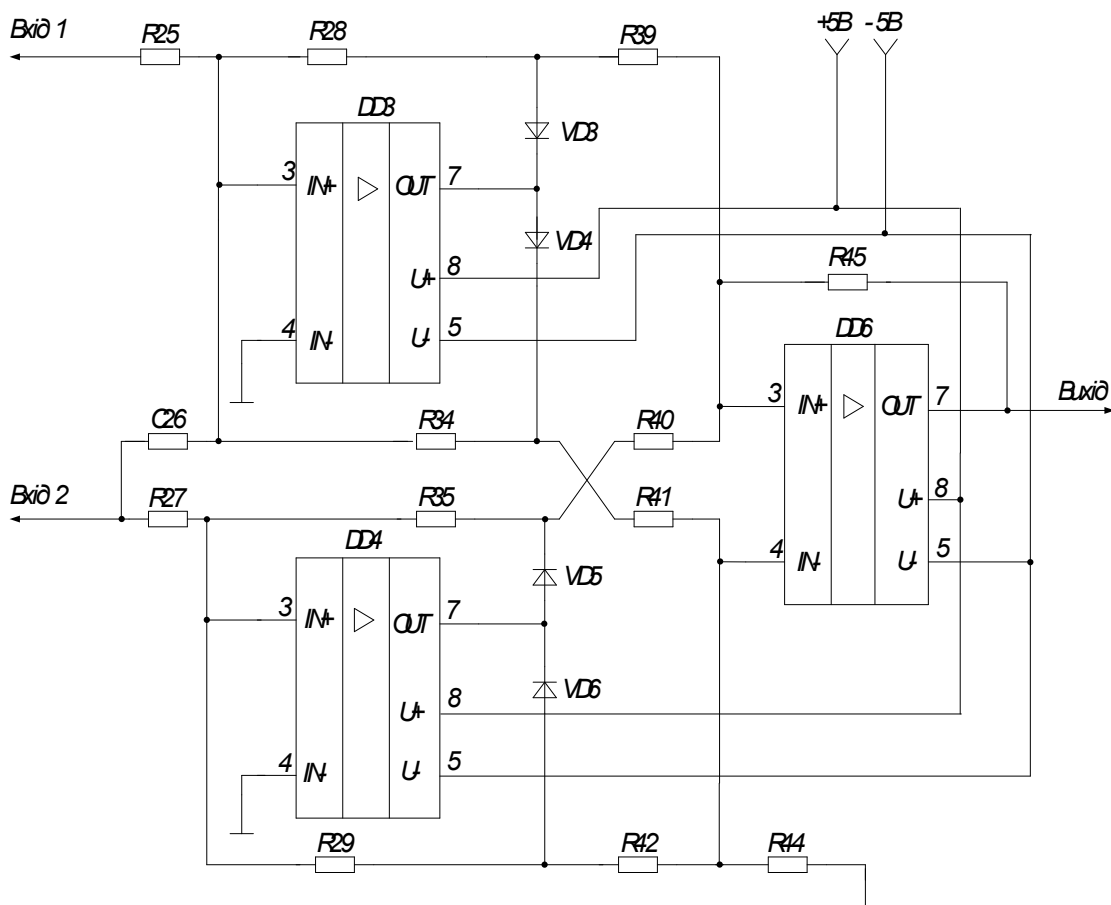 Вхід 1
R25
R28
R39
+5В
-5В
DD3
VD3
3
IN+
OUT
7
VD4
U+
8
R45
4
IN-
U-
5
DD6
C26
R34
R40
3
IN+
OUT
7
Вихід
Вхід 2
R27
R35
R41
U+
8
DD4
VD5
4
IN-
U-
5
3
IN+
OUT
7
VD6
U+
8
4
IN-
U-
5
R29
R42
R44